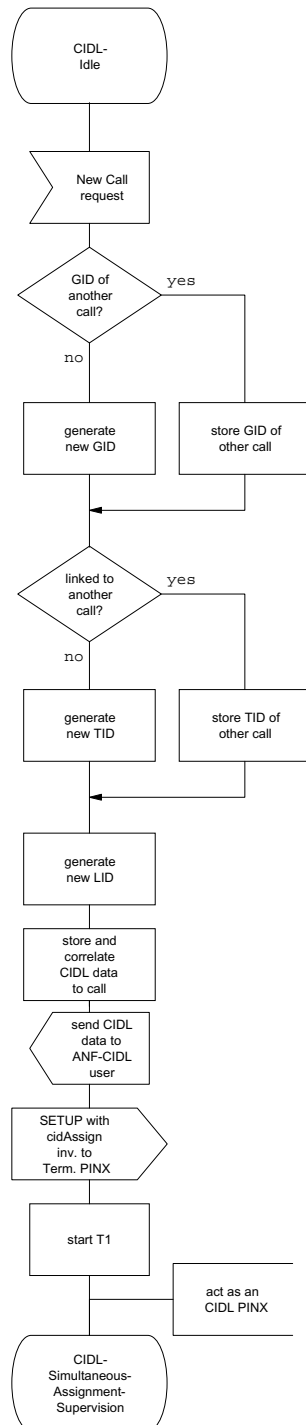 CIDL-
Idle
New Call
request
GID of
another
call?
yes
no
generate
new GID
store GID of
other call
linked to
another
call?
yes
no
generate
new TID
store TID of
other call
generate
new LID
store and
correlate
CIDL data
to call
send CIDL
data to
ANF-CIDL
user
SETUP with
cidAssign
inv. to
Term. PINX
start T1
act as an
CIDL PINX
CIDL-
Simultaneous-
Assignment-
Supervision